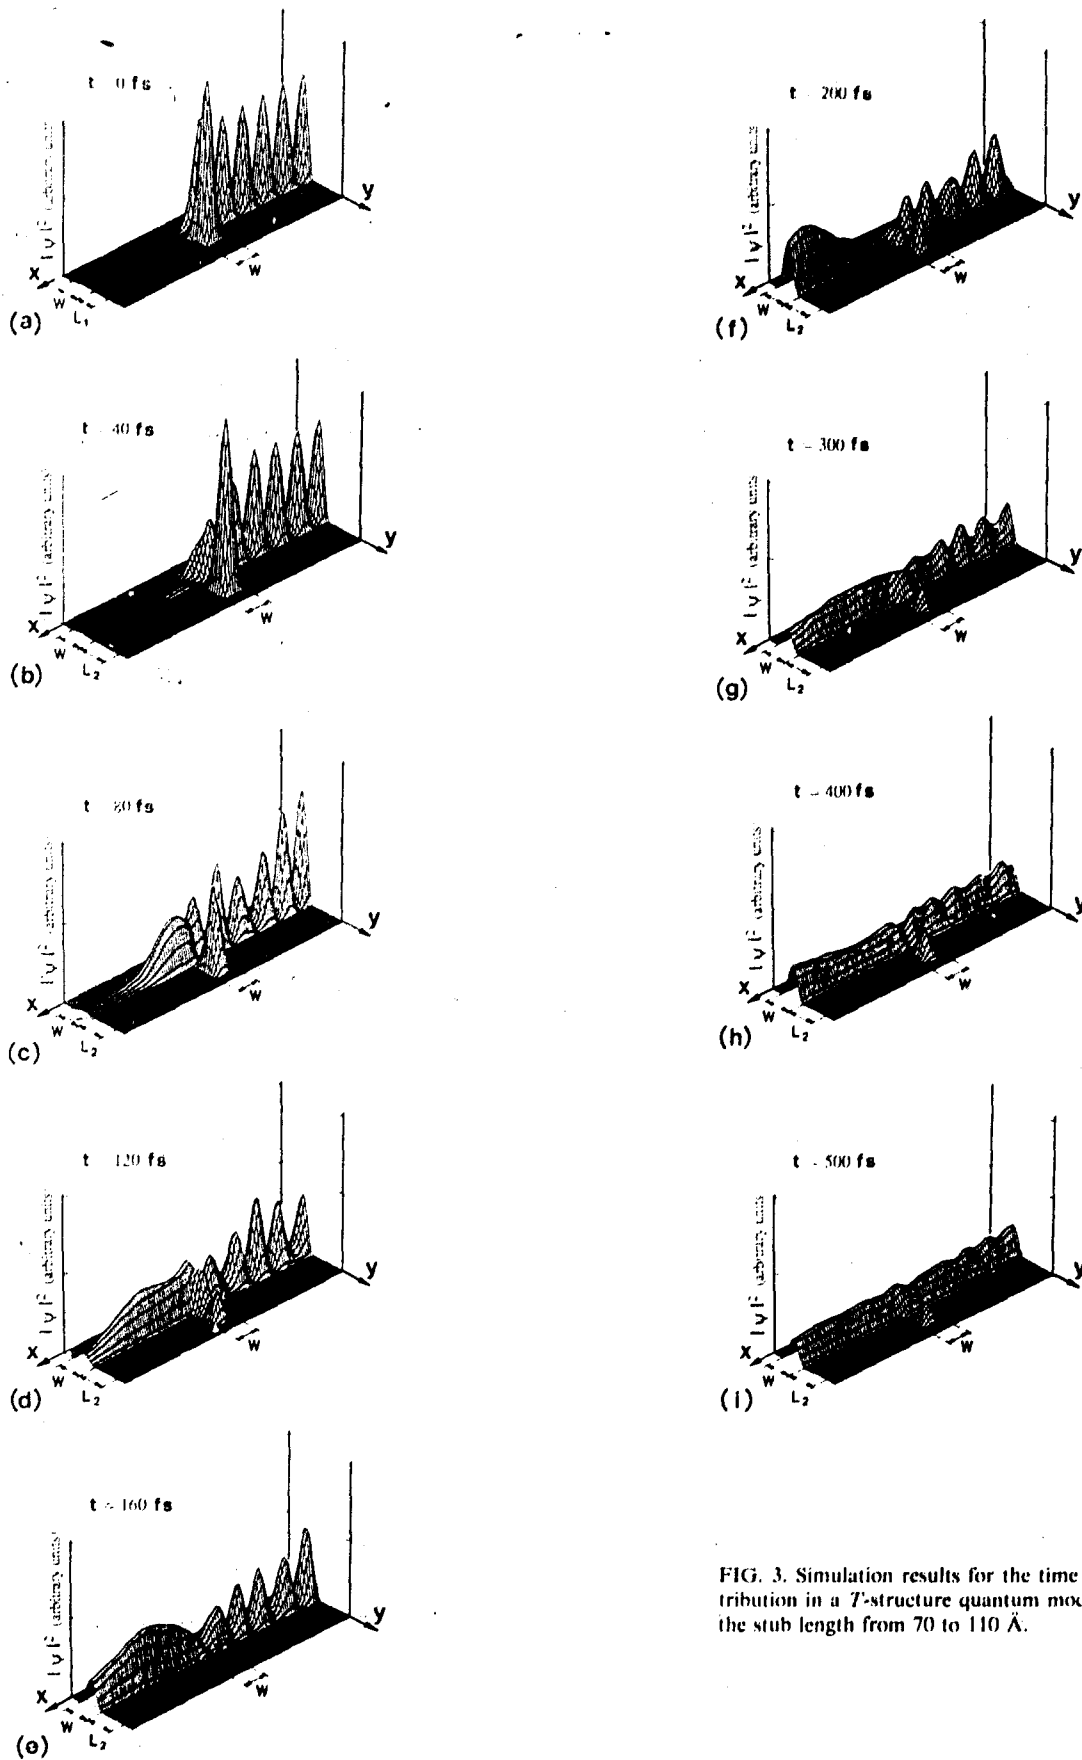 t = 0 fs
|ψ|² (arbitrary units)
X
Y
W
W
L₁
(a)
t = 40 fs
|ψ|² (arbitrary units)
X
Y
W
W
L₂
(b)
t = 80 fs
|ψ|² (arbitrary units)
X
Y
W
W
L₂
(c)
t = 120 fs
|ψ|² (arbitrary units)
X
Y
W
W
L₂
(d)
t = 160 fs
|ψ|² (arbitrary units)
X
Y
W
W
L₂
(e)
t = 200 fs
|ψ|² (arbitrary units)
X
Y
W
W
L₂
(f)
t = 300 fs
|ψ|² (arbitrary units)
X
Y
W
W
L₂
(g)
t = 400 fs
|ψ|² (arbitrary units)
X
Y
W
W
L₂
(h)
t = 500 fs
|ψ|² (arbitrary units)
X
Y
W
W
L₂
(i)
FIG. 3. Simulation results for the time
tribution in a T-structure quantum mo
the stub length from 70 to 110 Å.